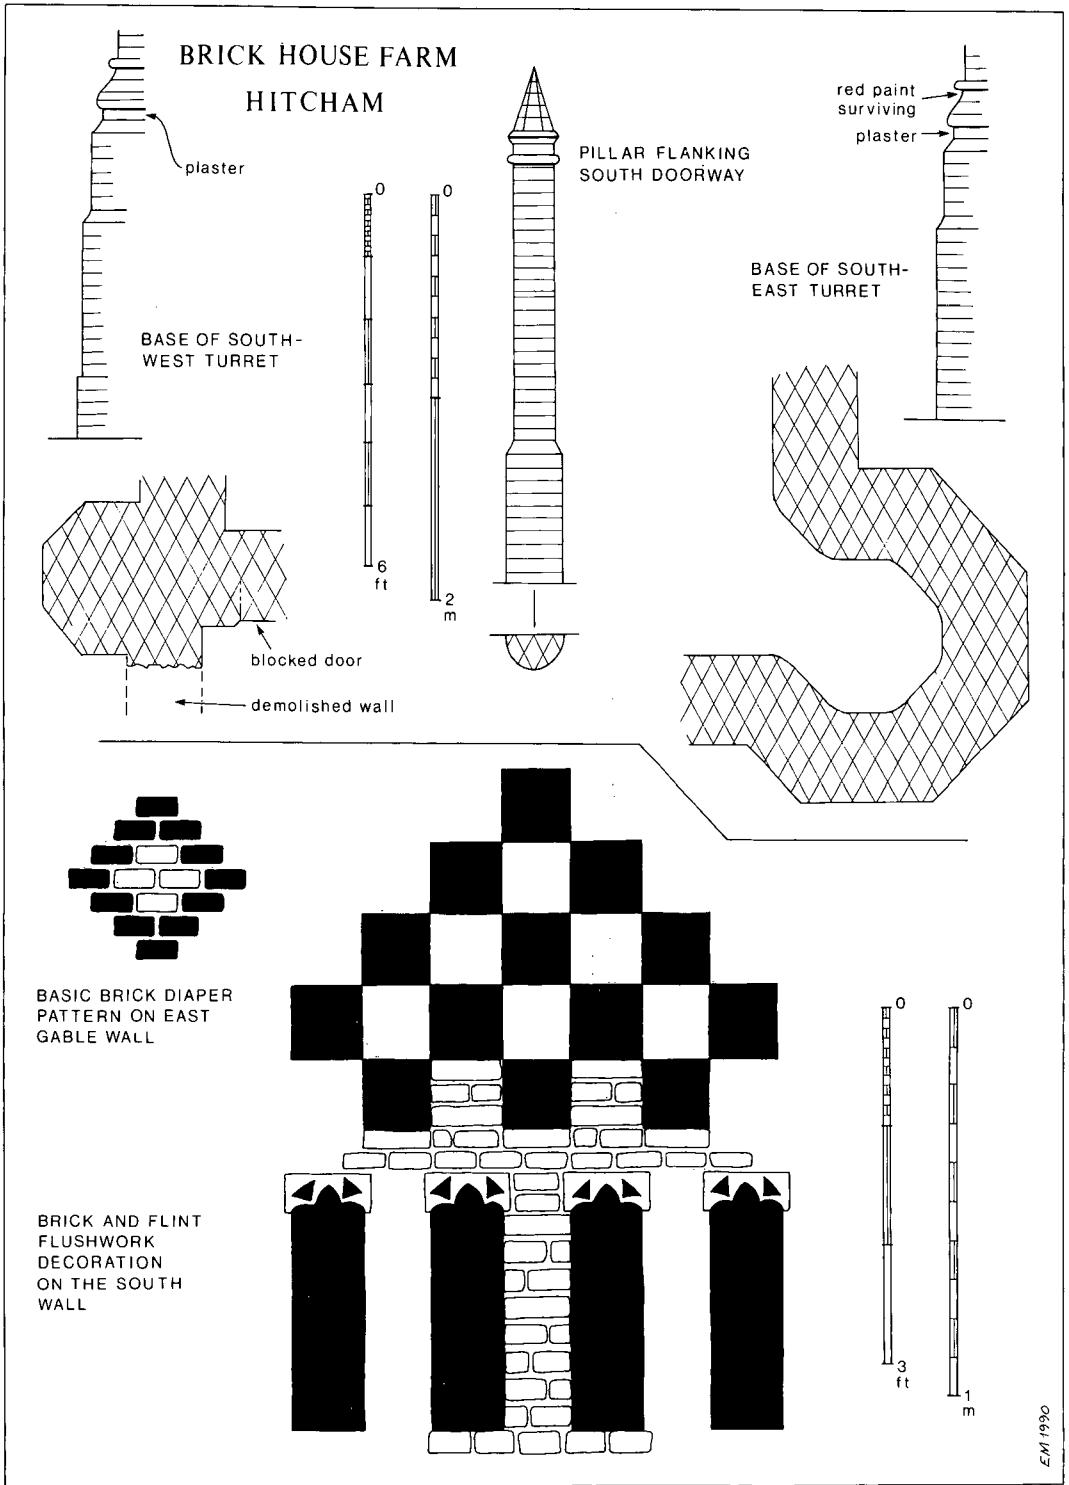 BRICK HOUSE FARM
HITCHAM
plaster
BASE OF SOUTH-
WEST TURRET
0
0
6
ft
2
m
PILLAR FLANKING
SOUTH DOORWAY
red paint
surviving
plaster
BASE OF SOUTH-
EAST TURRET
blocked door
demolished wall
BASIC BRICK DIAPER
PATTERN ON EAST
GABLE WALL
BRICK AND FLINT
FLUSHWORK
DECORATION
ON THE SOUTH
WALL
0
0
3
ft
1
m
EM 1990